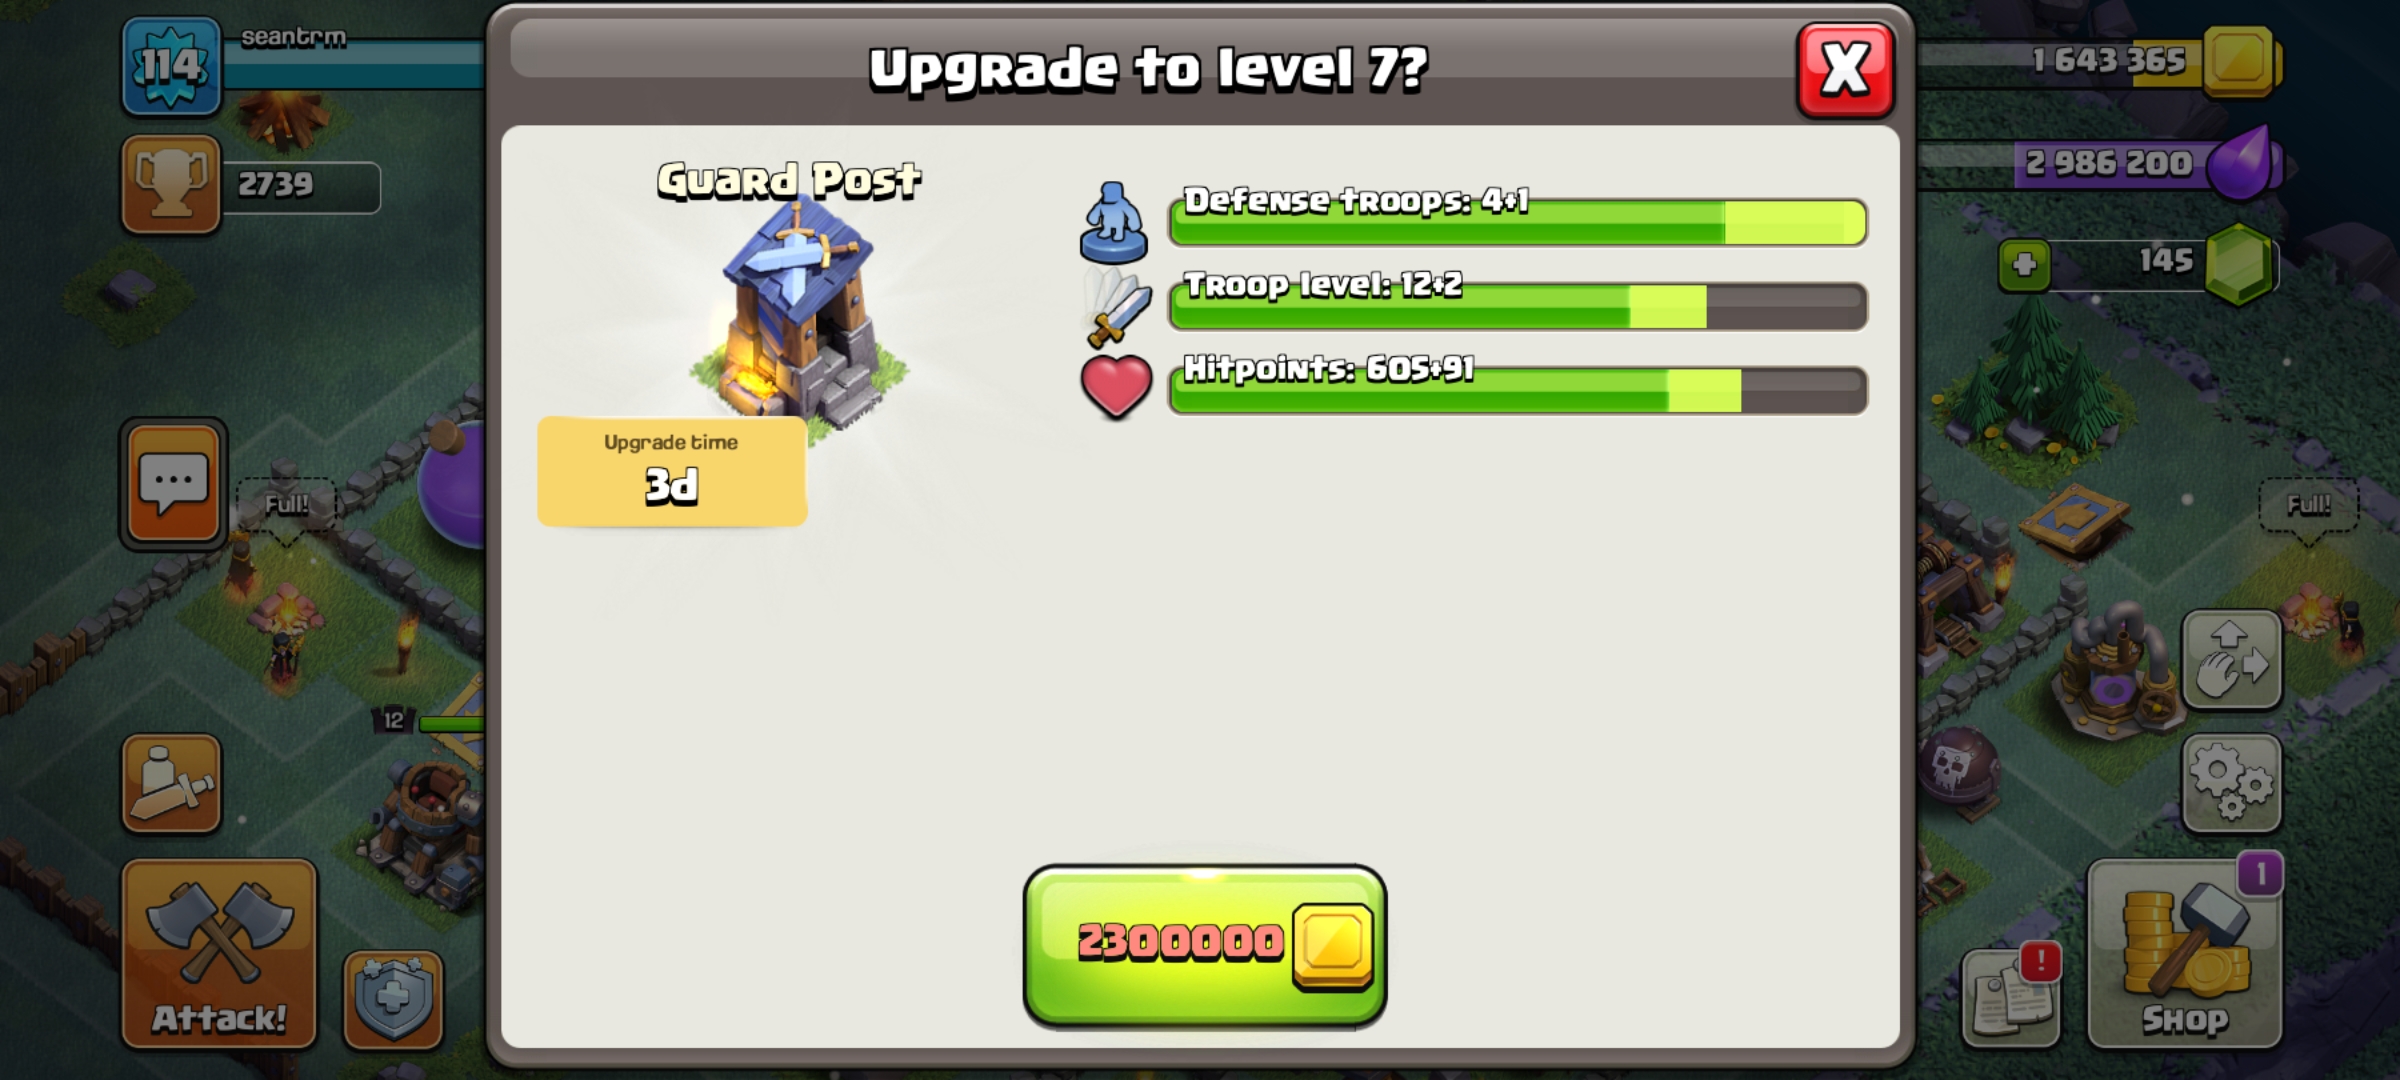 114
seantrm
Upgrade to level 7?
X
1 643 365
2739
Guard Post
Defense troops: 4+1
2 986 200
145
Troop level: 12+2
Hitpoints: 605+91
Upgrade time
3d
Full!
Full!
12
1
2300000
!
Attack!
Shop